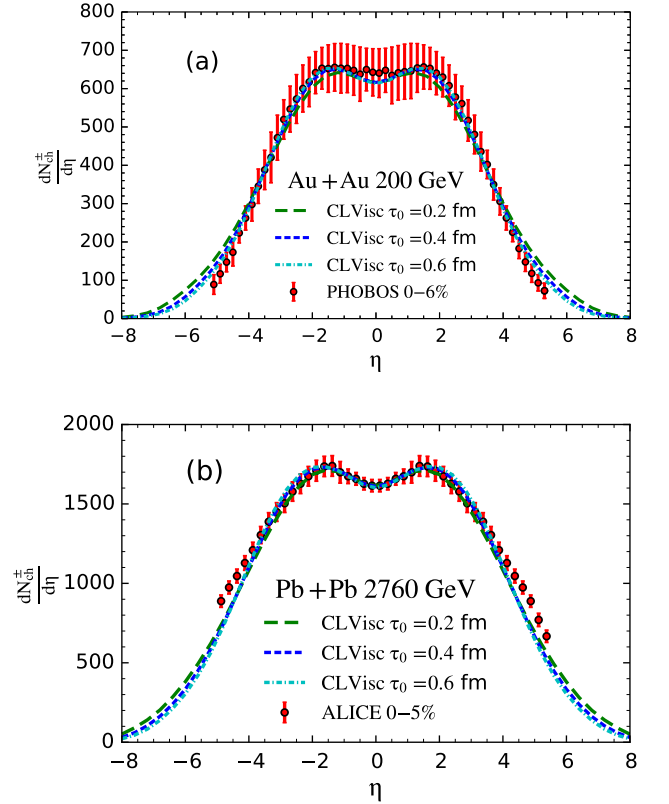 800
700
600
500
400
300
200
100
0
dN±ch
dη
(a)
Au+Au 200 GeV
CLVisc τ0=0.2 fm
CLVisc τ0=0.4 fm
CLVisc τ0=0.6 fm
PHOBOS 0−6%
−8 −6 −4 −2 0 2 4 6 8
η
2000
1500
1000
500
0
dN±ch
dη
(b)
Pb+Pb 2760 GeV
CLVisc τ0=0.2 fm
CLVisc τ0=0.4 fm
CLVisc τ0=0.6 fm
ALICE 0−5%
−8 −6 −4 −2 0 2 4 6 8
η